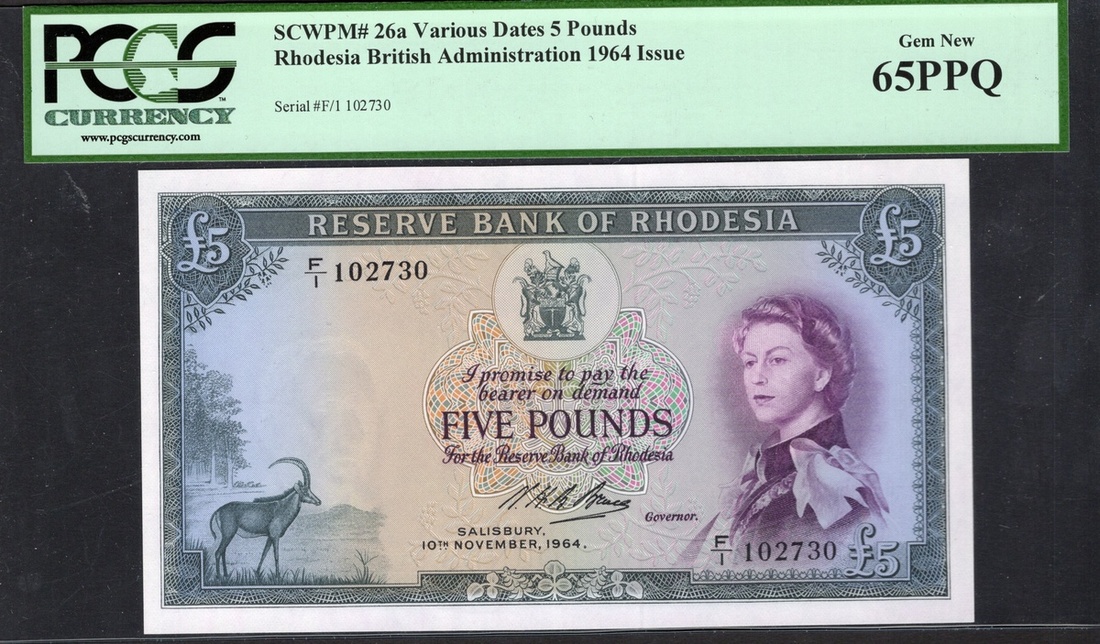 PCGS
CURRENCY
www.pcgscurrency.com
SCWPM# 26a Various Dates 5 Pounds
Rhodesia British Administration 1964 Issue
Serial #F/1 102730
Gem New
65PPQ
RESERVE BANK OF RHODESIA
£5
£5
F/1 102730
I promise to pay the
bearer on demand
FIVE POUNDS
For the Reserve Bank of Rhodesia
Governor.
SALISBURY,
10TH NOVEMBER, 1964.
F/1 102730 £5